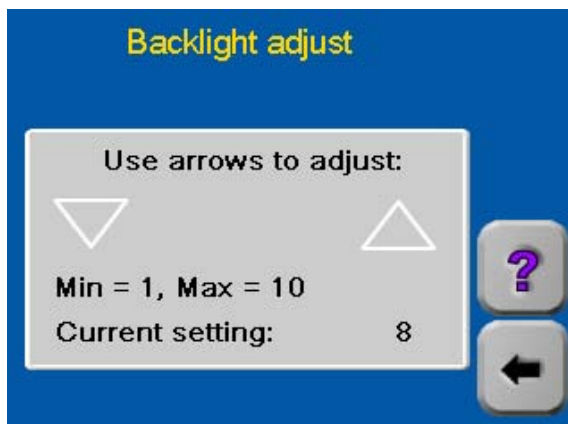 Backlight adjust
Use arrows to adjust:
Min = 1, Max = 10
Current setting: 8
?